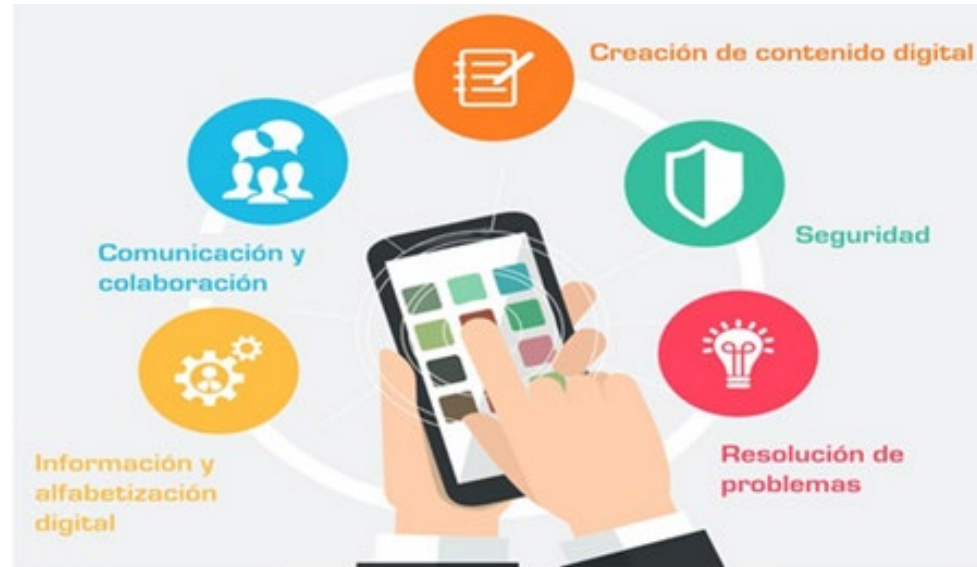 Creación de contenido digital
Comunicación y
colaboración
Seguridad
Información y
alfabetización
digital
Resolución de
problemas